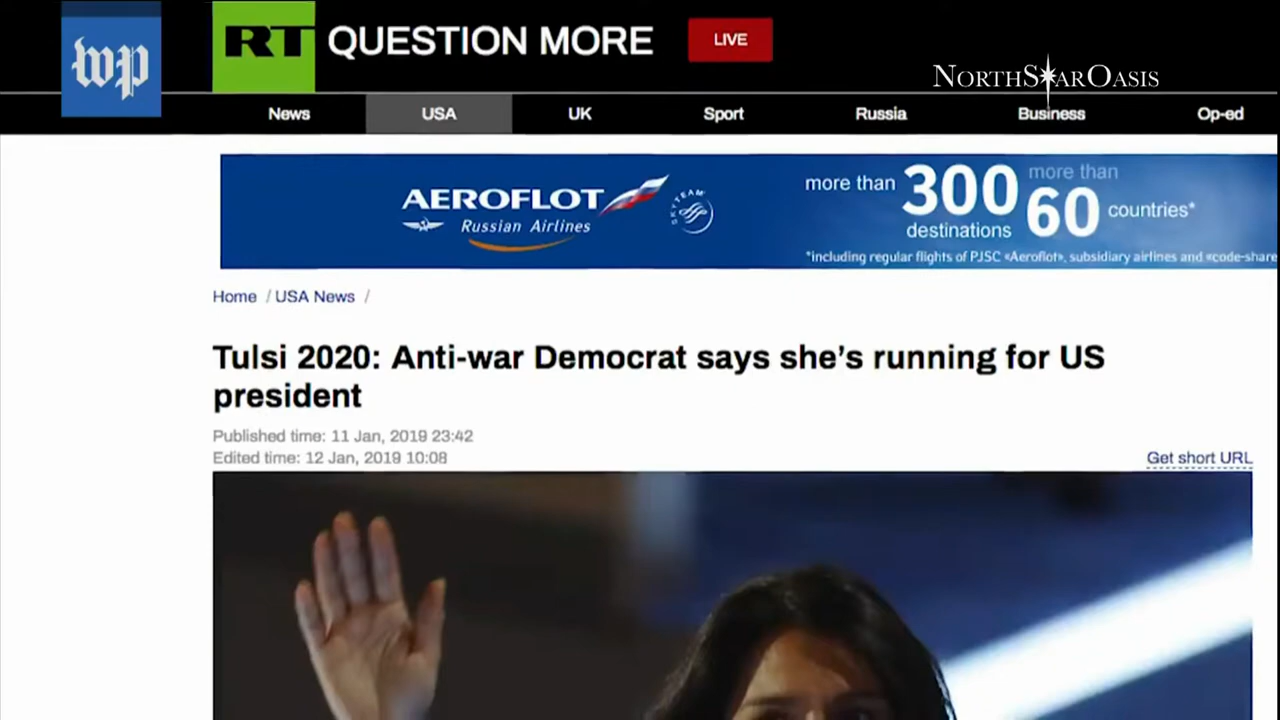 wp
RT QUESTION MORE
LIVE
NORTHSTAROASIS
News
USA
UK
Sport
Russia
Business
Op-ed
AEROFLOT
Russian Airlines
SKYTEAM
more than 300 destinations
more than 60 countries*
*including regular flights of PJSC «Aeroflot», subsidiary airlines and «code-share
Home / USA News /
Tulsi 2020: Anti-war Democrat says she’s running for US
president
Published time: 11 Jan, 2019 23:42
Edited time: 12 Jan, 2019 10:08
Get short URL